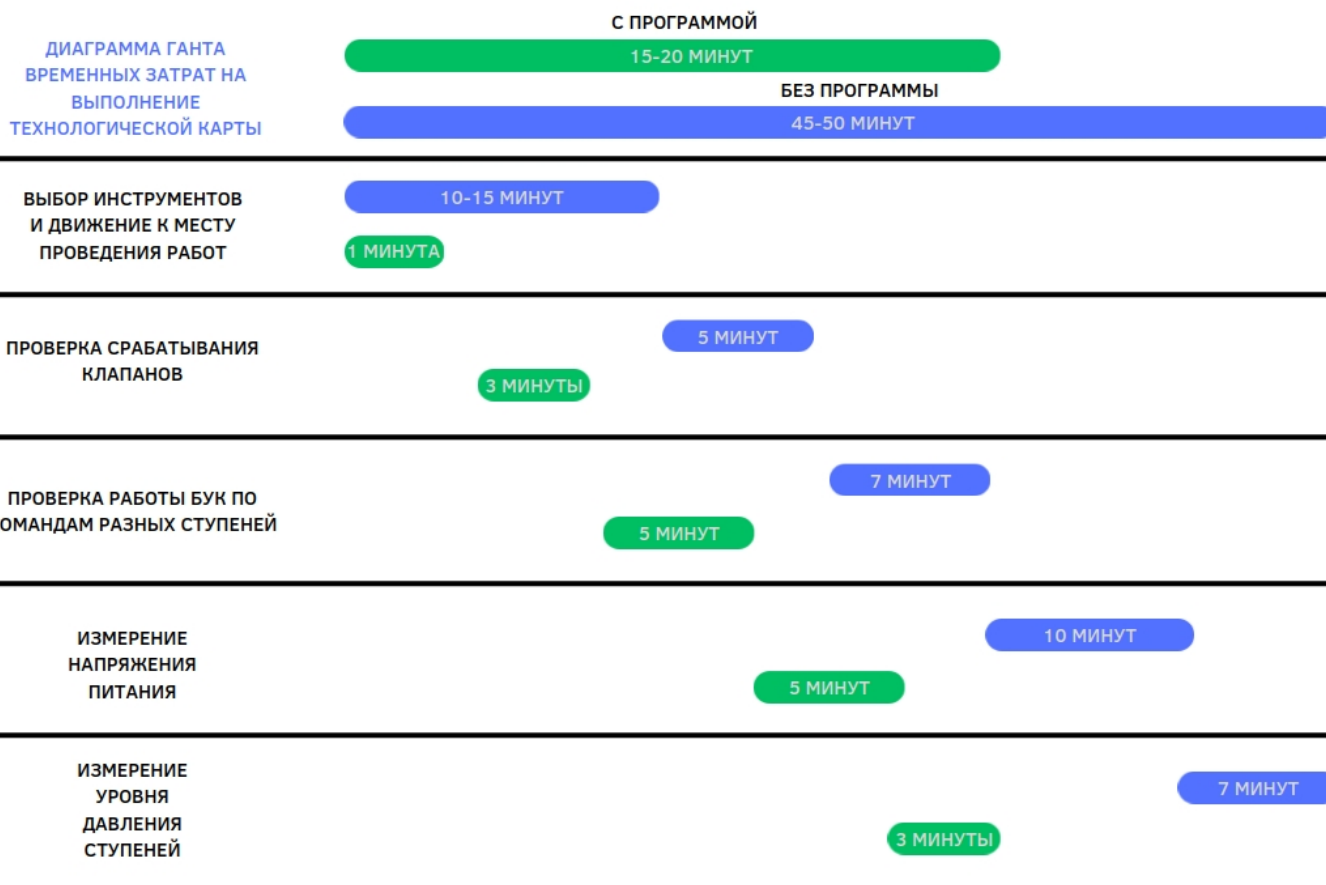 С ПРОГРАММОЙ
ДИАГРАММА ГАНТА
ВРЕМЕННЫХ ЗАТРАТ НА
ВЫПОЛНЕНИЕ
ТЕХНОЛОГИЧЕСКОЙ КАРТЫ
15-20 МИНУТ
БЕЗ ПРОГРАММЫ
45-50 МИНУТ
ВЫБОР ИНСТРУМЕНТОВ
И ДВИЖЕНИЕ К МЕСТУ
ПРОВЕДЕНИЯ РАБОТ
10-15 МИНУТ
1 МИНУТА
ПРОВЕРКА СРАБАТЫВАНИЯ
КЛАПАНОВ
5 МИНУТ
3 МИНУТЫ
ПРОВЕРКА РАБОТЫ БУК ПО
ОМАНДАМ РАЗНЫХ СТУПЕНЕЙ
7 МИНУТ
5 МИНУТ
ИЗМЕРЕНИЕ
НАПРЯЖЕНИЯ
ПИТАНИЯ
10 МИНУТ
5 МИНУТ
ИЗМЕРЕНИЕ
УРОВНЯ
ДАВЛЕНИЯ
СТУПЕНЕЙ
7 МИНУТ
3 МИНУТЫ